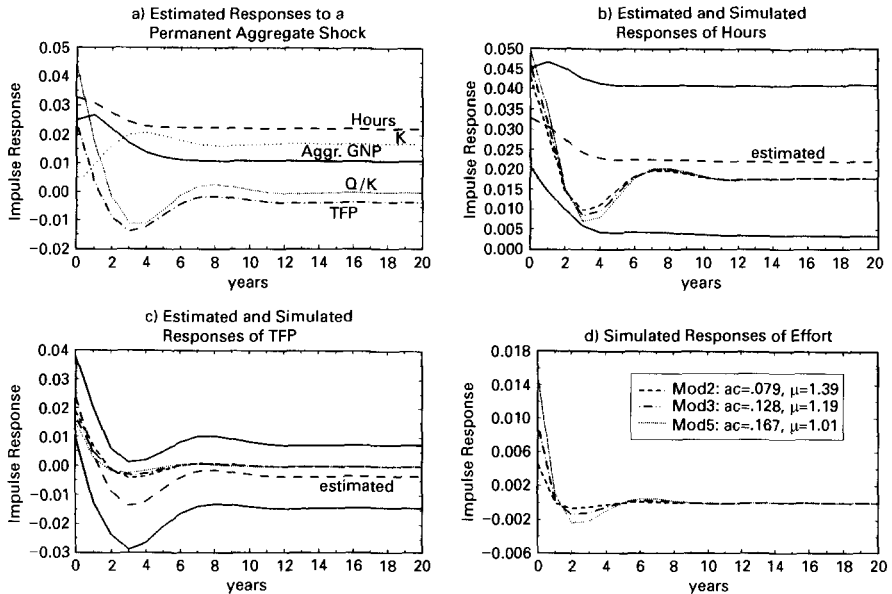 a) Estimated Responses to a
Permanent Aggregate Shock
Impulse Response
0.05
0.04
0.03
0.02
0.01
0.00
−0.01
−0.02
Hours
K
Aggr. GNP
Q/K
TFP
0 2 4 6 8 10 12 14 16 18 20
years
b) Estimated and Simulated
Responses of Hours
Impulse Response
0.050
0.045
0.040
0.035
0.030
0.025
0.020
0.015
0.010
0.005
0.000
estimated
0 2 4 6 8 10 12 14 16 18 20
years
c) Estimated and Simulated
Responses of TFP
Impulse Response
0.04
0.03
0.02
0.01
0.00
−0.01
−0.02
−0.03
estimated
0 2 4 6 8 10 12 14 16 18 20
years
d) Simulated Responses of Effort
Impulse Response
0.018
0.014
0.010
0.006
0.002
−0.002
−0.006
Mod2: ac=.079, μ=1.39
Mod3: ac=.128, μ=1.19
Mod5: ac=.167, μ=1.01
0 2 4 6 8 10 12 14 16 18 20
years